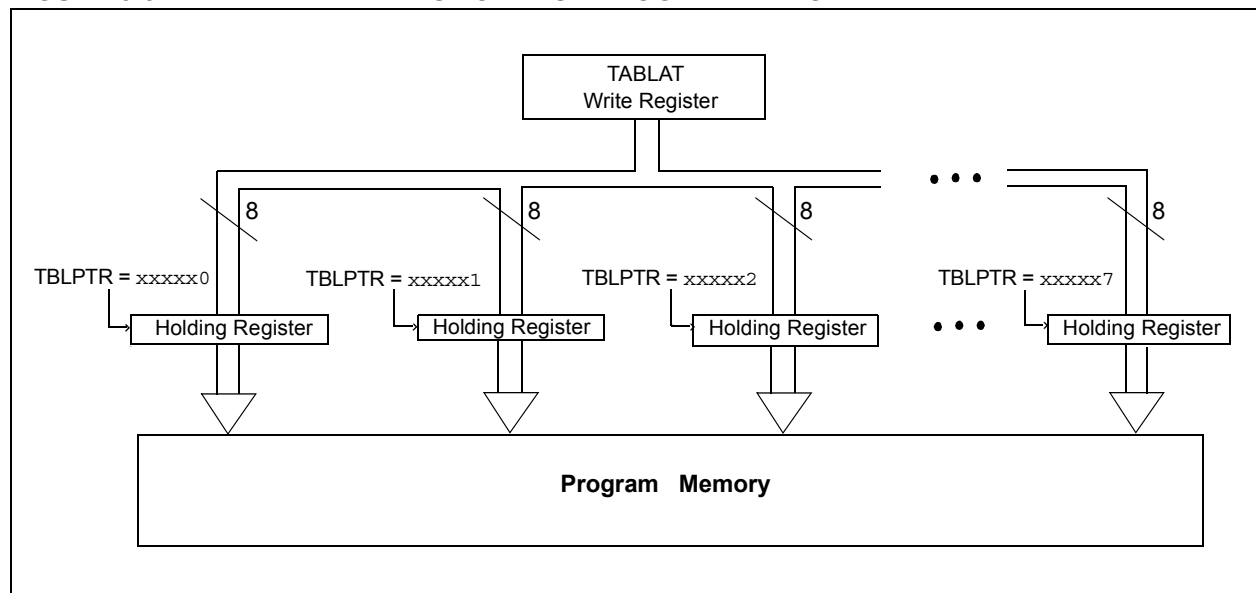 TABLAT
Write Register
8
8
8
8
TBLPTR = xxxxx0
TBLPTR = xxxxx1
TBLPTR = xxxxx2
TBLPTR = xxxxx7
Holding Register
Holding Register
Holding Register
Holding Register
Program Memory